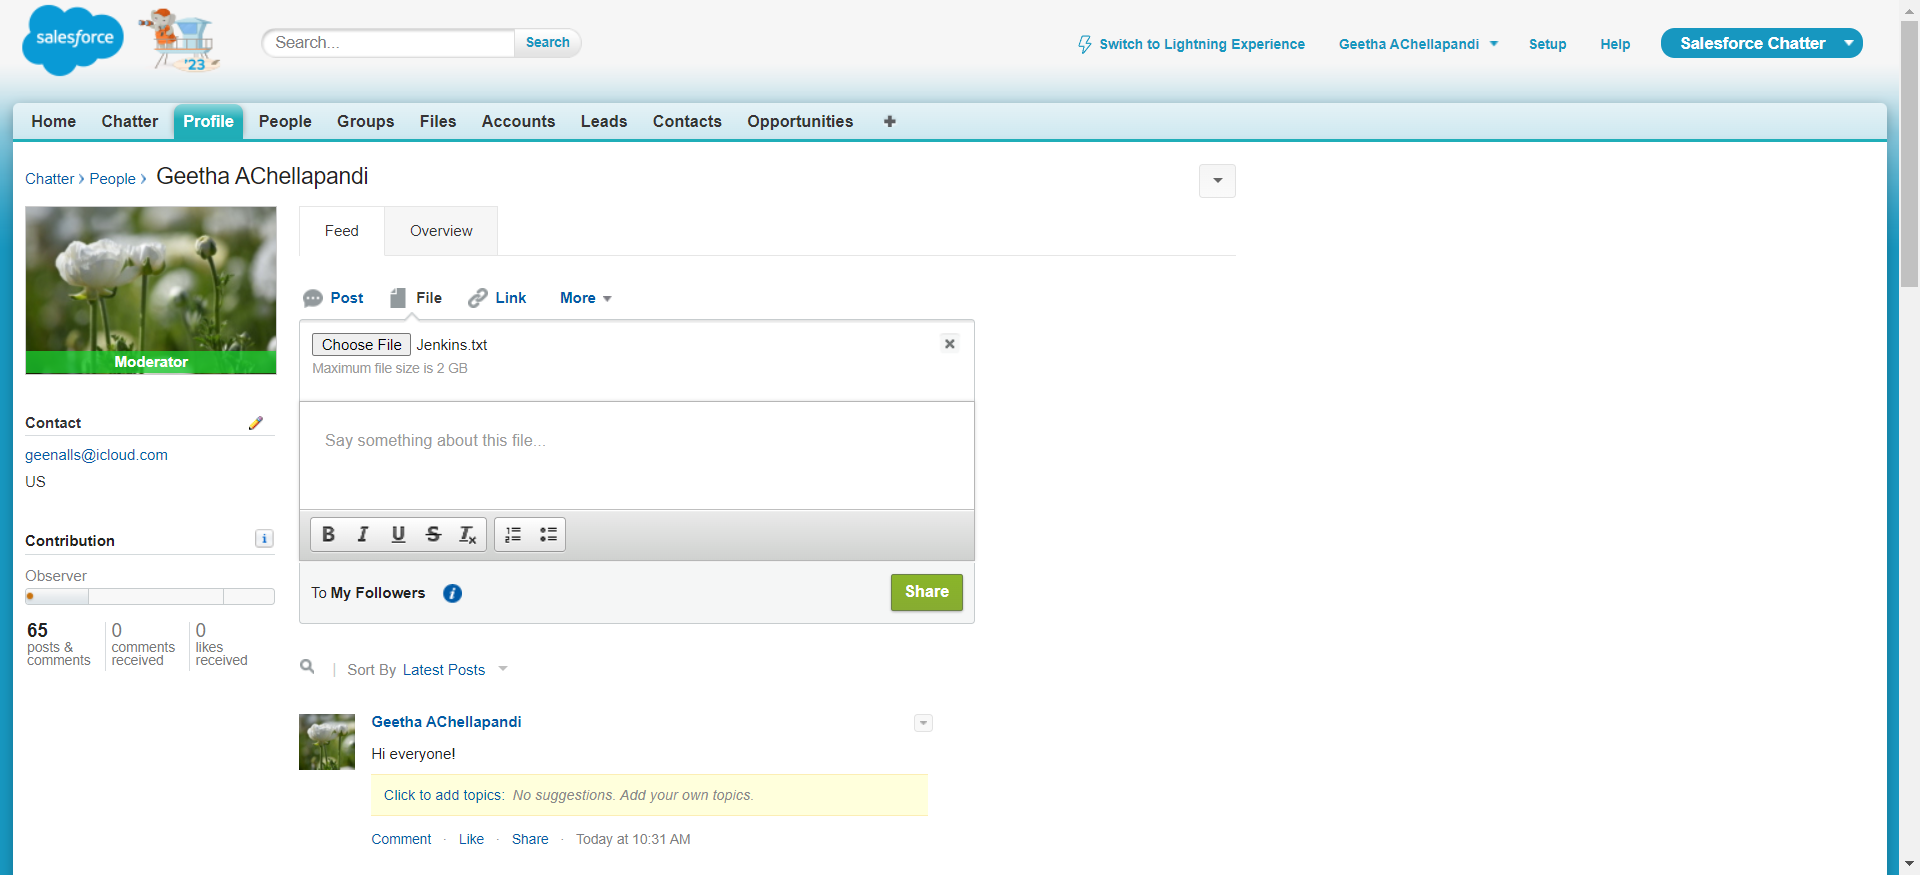 salesforce
'23
Search...
Search
Switch to Lightning Experience
Geetha AChellapandi
Setup
Help
Salesforce Chatter
Home
Chatter
Profile
People
Groups
Files
Accounts
Leads
Contacts
Opportunities
+
Chatter › People › Geetha AChellapandi
Moderator
Feed
Overview
Post
File
Link
More
Choose File Jenkins.txt
Maximum file size is 2 GB
Say something about this file...
B I U S Tx
To My Followers
Share
Contact
geenalls@icloud.com
US
Contribution
Observer
65
posts &
comments
0
comments
received
0
likes
received
Sort By Latest Posts
Geetha AChellapandi
Hi everyone!
Click to add topics: No suggestions. Add your own topics.
Comment · Like · Share · Today at 10:31 AM